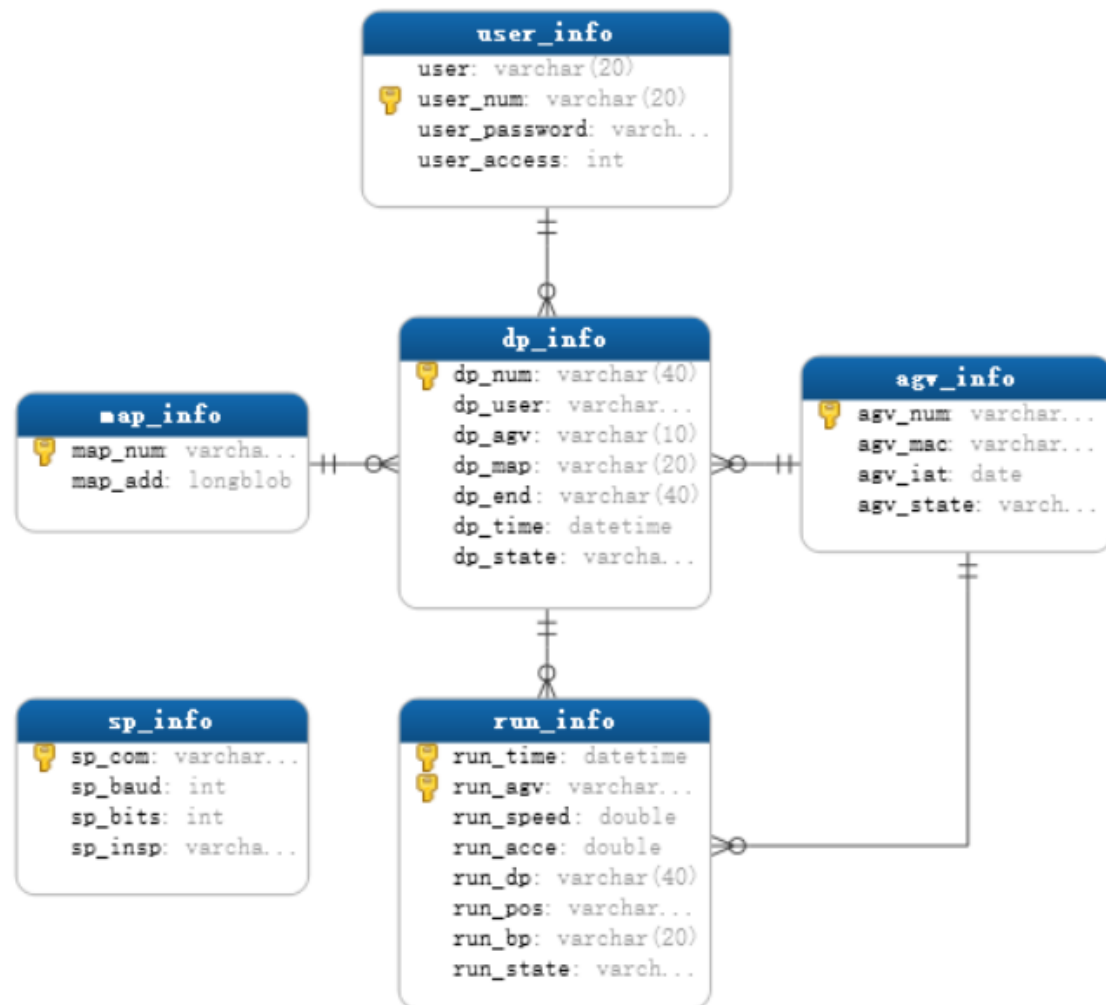 user_info
user: varchar(20)
user_num: varchar(20)
user_password: varch...
user_access: int
dp_info
dp_num: varchar(40)
dp_user: varchar...
dp_agv: varchar(10)
dp_map: varchar(20)
dp_end: varchar(40)
dp_time: datetime
dp_state: varcha...
map_info
map_num: varcha...
map_add: longblob
agv_info
agv_num: varchar...
agv_mac: varchar...
agv_iat: date
agv_state: varch...
sp_info
sp_com: varchar...
sp_baud: int
sp_bits: int
sp_insp: varcha...
run_info
run_time: datetime
run_agv: varchar...
run_speed: double
run_acce: double
run_dp: varchar(40)
run_pos: varchar...
run_bp: varchar(20)
run_state: varch...